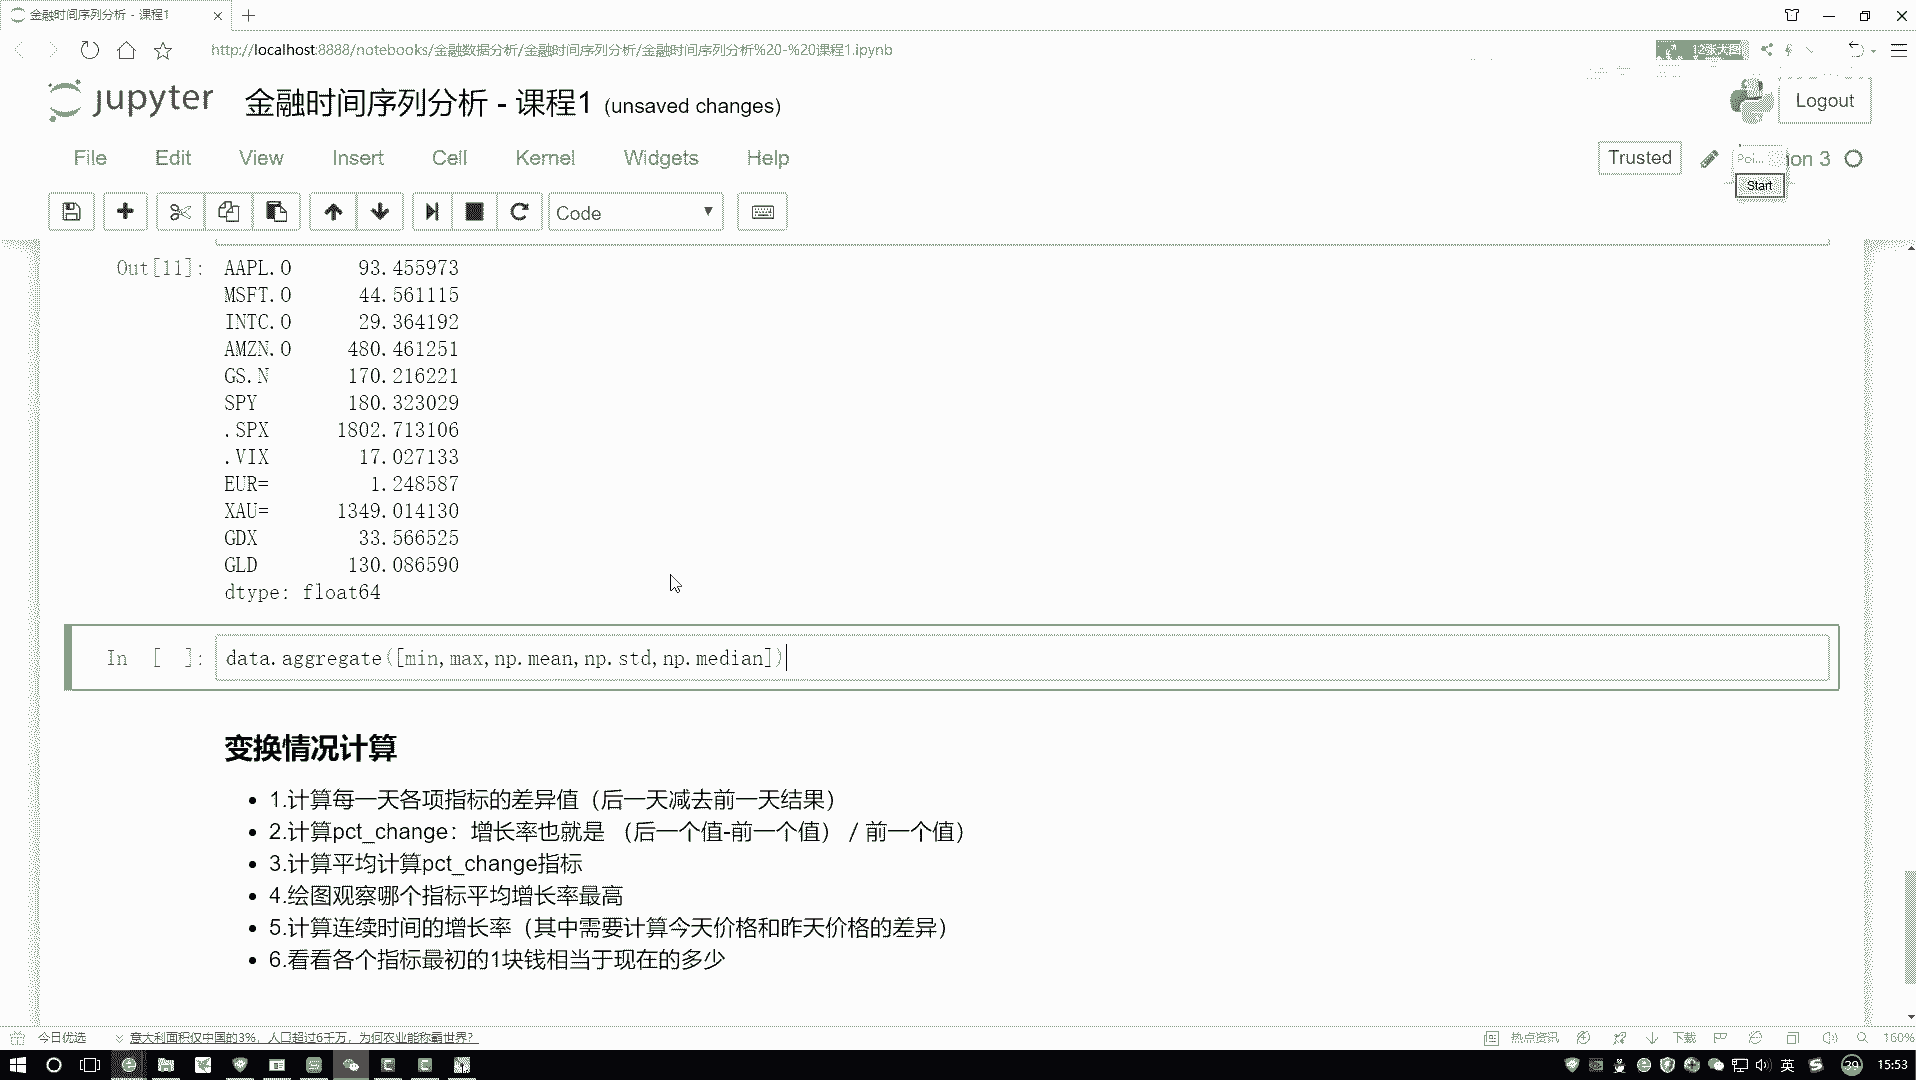 金融时间序列分析 - 课程1
http://localhost:8888/notebooks/金融数据分析/金融时间序列分析/金融时间序列分析%20-%20课程1.ipynb
12张大图
jupyter 金融时间序列分析 - 课程1 (unsaved changes)
Logout
File Edit View Insert Cell Kernel Widgets Help
Trusted
Poi... on 3
Start
Code
Out[11]: AAPL.O 93.455973
MSFT.O 44.561115
INTC.O 29.364192
AMZN.O 480.461251
GS.N 170.216221
SPY 180.323029
.SPX 1802.713106
.VIX 17.027133
EUR= 1.248587
XAU= 1349.014130
GDX 33.566525
GLD 130.086590
dtype: float64
In [ ]: data.aggregate([min,max,np.mean,np.std,np.median])
变换情况计算
1.计算每一天各项指标的差异值（后一天减去前一天结果）
2.计算pct_change：增长率也就是 （后一个值-前一个值） / 前一个值）
3.计算平均计算pct_change指标
4.绘图观察哪个指标平均增长率最高
5.计算连续时间的增长率（其中需要计算今天价格和昨天价格的差异）
6.看看各个指标最初的1块钱相当于现在的多少
今日优选 意大利面积仅中国的3%，人口超过6千万，为何农业能称霸世界？
热点资讯 下载 160%
英 39 15:53